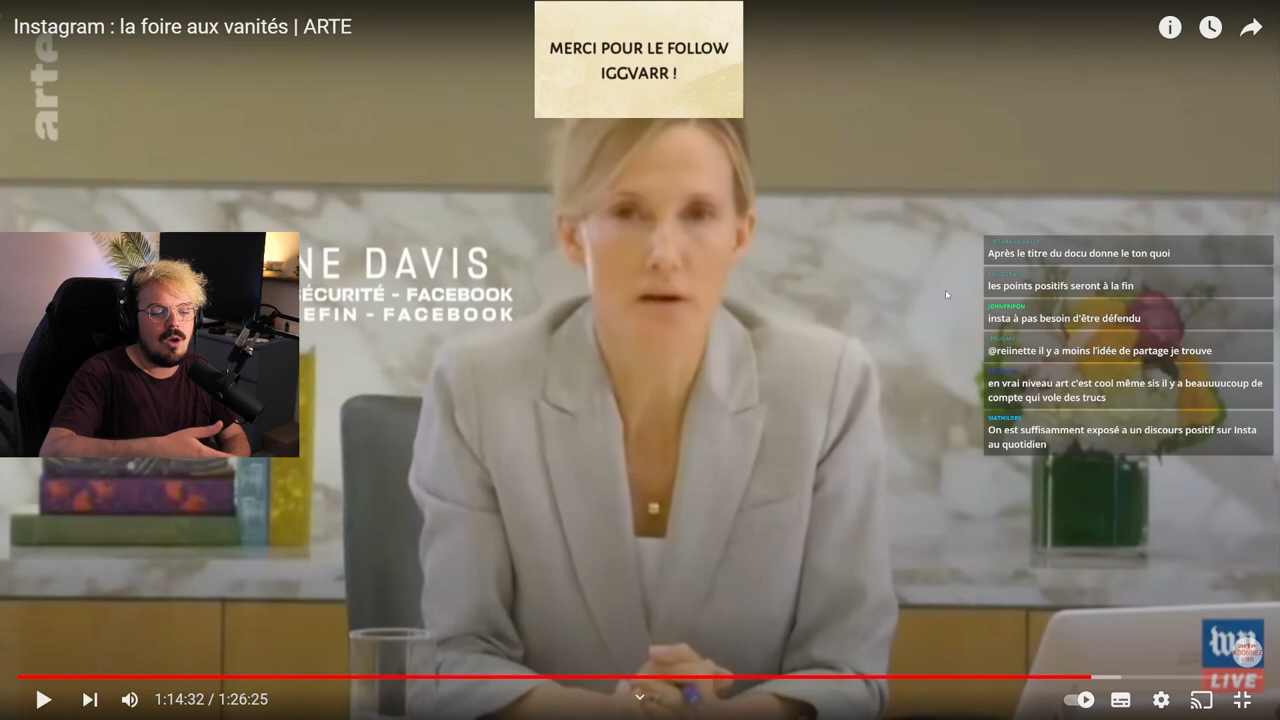 Instagram : la foire aux vanités | ARTE
arte
MERCI POUR LE FOLLOW
IGGVARR !
NE DAVIS
SÉCURITÉ - FACEBOOK
EFIN - FACEBOOK
Après le titre du docu donne le ton quoi
les points positifs seront à la fin
JOHNFRIPON
insta à pas besoin d'être défendu
@reiinette il y a moins l'idée de partage je trouve
en vrai niveau art c'est cool même sis il y a beauuuucoup de
compte qui vole des trucs
MATHILDBK
On est suffisamment exposé a un discours positif sur Insta
au quotidien
wp
LIVE
1:14:32 / 1:26:25